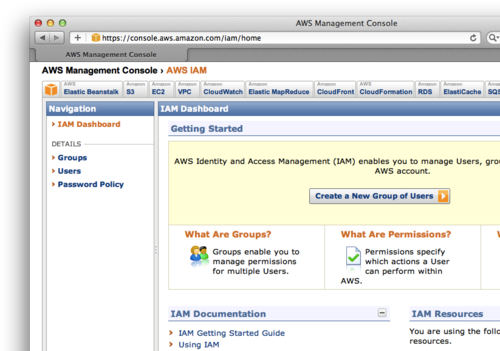 AWS Management Console
https://console.aws.amazon.com/iam/home
AWS Management Console
AWS Management Console › AWS IAM
AWS Elastic Beanstalk
Amazon S3
Amazon EC2
Amazon VPC
Amazon CloudWatch
Amazon Elastic MapReduce
Amazon CloudFront
AWS CloudFormation
Amazon RDS
Amazon ElastiCache
SQS
Navigation
IAM Dashboard
DETAILS
Groups
Users
Password Policy
IAM Dashboard
Getting Started
AWS Identity and Access Management (IAM) enables you to manage Users, gro
AWS account.
Create a New Group of Users
What Are Groups?
Groups enable you to
manage permissions
for multiple Users.
What Are Permissions?
Permissions specify
which actions a User
can perform within
AWS.
IAM Documentation
IAM Getting Started Guide
Using IAM
IAM Resources
You are using the follo
resources.